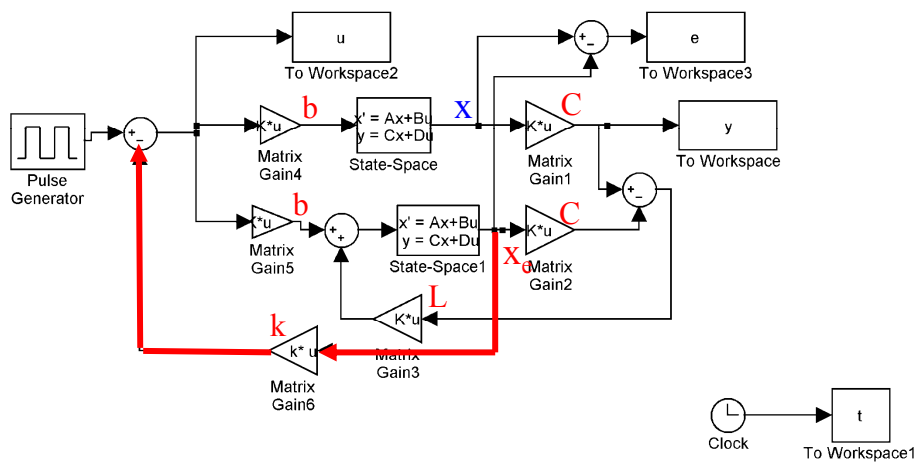 u
e
To Workspace2
To Workspace3
b
X
C
K*u
x' = Ax+Bu
y = Cx+Du
K*u
y
Matrix
Gain4
State-Space
Matrix
Gain1
To Workspace
Pulse
Generator
b
C
K*u
x' = Ax+Bu
y = Cx+Du
K*u
Matrix
Gain5
State-Space1
Xe
Matrix
Gain2
L
K*u
k
k* u
Matrix
Gain3
Matrix
Gain6
t
Clock
To Workspace1